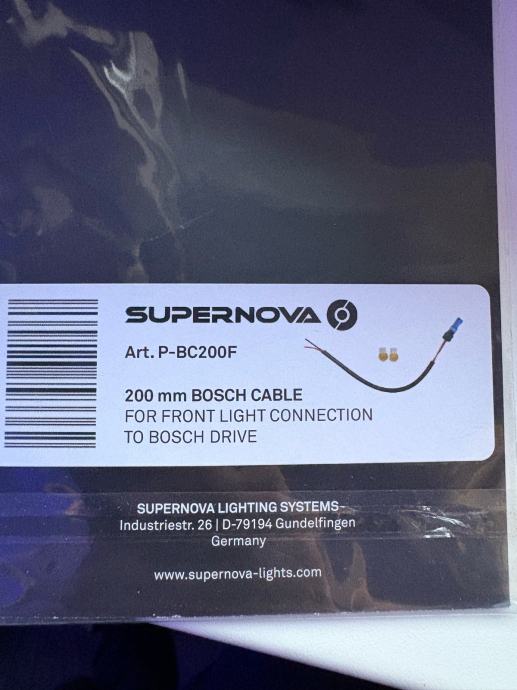 SUPERNOVA
Art. P-BC200F
200 mm BOSCH CABLE
FOR FRONT LIGHT CONNECTION
TO BOSCH DRIVE
SUPERNOVA LIGHTING SYSTEMS
Industriestr. 26 | D-79194 Gundelfingen
Germany
www.supernova-lights.com